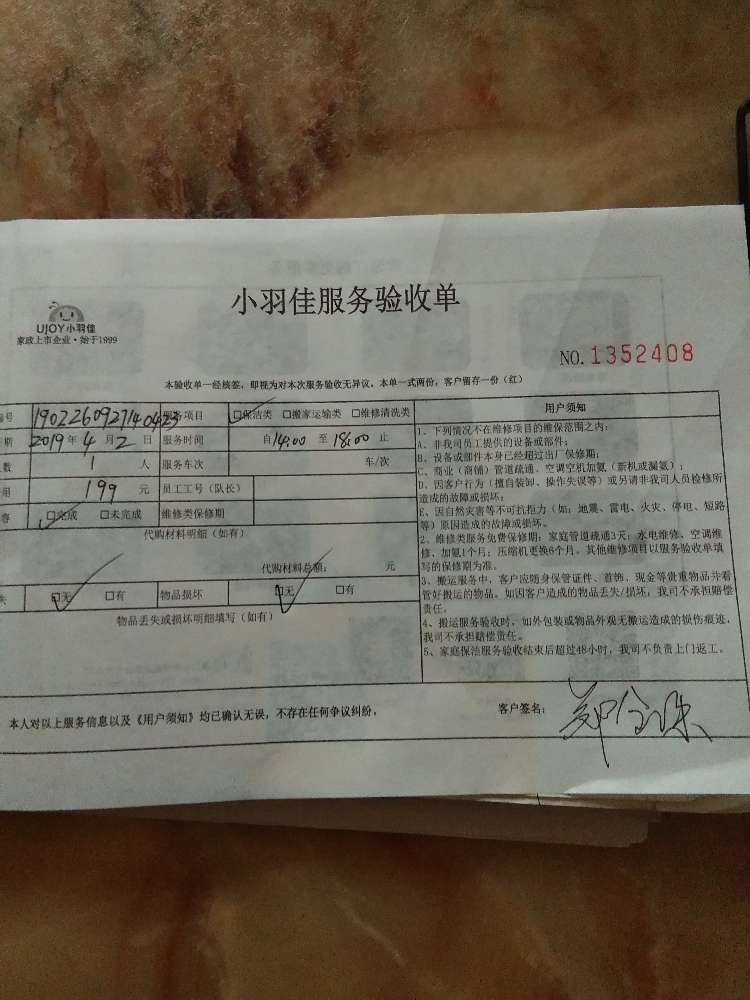 小羽佳服务验收单
UJOY小羽佳
家政上市企业·始于1999
NO. 1352408
本验收单一经核签，即视为对本次服务验收无异议。本单一式两份，客户留存一份（红）
编号 1902260927140423 服务项目 □保洁类 □搬家运输类 □维修清洗类
期 2019年 4 月 2 日 服务时间 自14:00 至 18:00 止
数 1 人 服务车次 车/次
用 199 元 员工工号（队长）
容 □完成 □未完成 维修类保修期
代购材料明细（如有）
代购材料总额： 元
失 □无 □有 物品损坏 □无 □有
物品丢失或损坏明细填写（如有）
用户须知
1、下列情况不在维修项目的维保范围之内：
A、非我司员工提供的设备或部件；
B、设备或部件本身已经超过出厂保修期；
C、商业（商铺）管道疏通、空调空机加氨（新机或漏氨）；
D、因客户行为（擅自装卸、操作失误等）或另请非我司人员检修所
造成的故障或损坏；
E、因自然灾害等不可抗拒力（如：地震、雷电、火灾、停电、短路
等）原因造成的故障或损坏。
2、维修类服务免费保修期：家庭管道疏通3天；水电维修、空调维
修、加氨1个月；压缩机更换6个月，其他维修项目以服务验收单填
写的保修期为准。
3、搬运服务中，客户应随身保管证件、首饰、现金等贵重物品并看
管好搬运的物品。如因客户造成的物品丢失/损坏，我司不承担赔偿
责任。
4、搬运服务验收时，如外包装或物品外观无搬运造成的损伤痕迹，
我司不承担赔偿责任。
5、家庭保洁服务验收结束后超过48小时，我司不负责上门返工。
本人对以上服务信息以及《用户须知》均已确认无误，不存在任何争议纠纷。
客户签名：